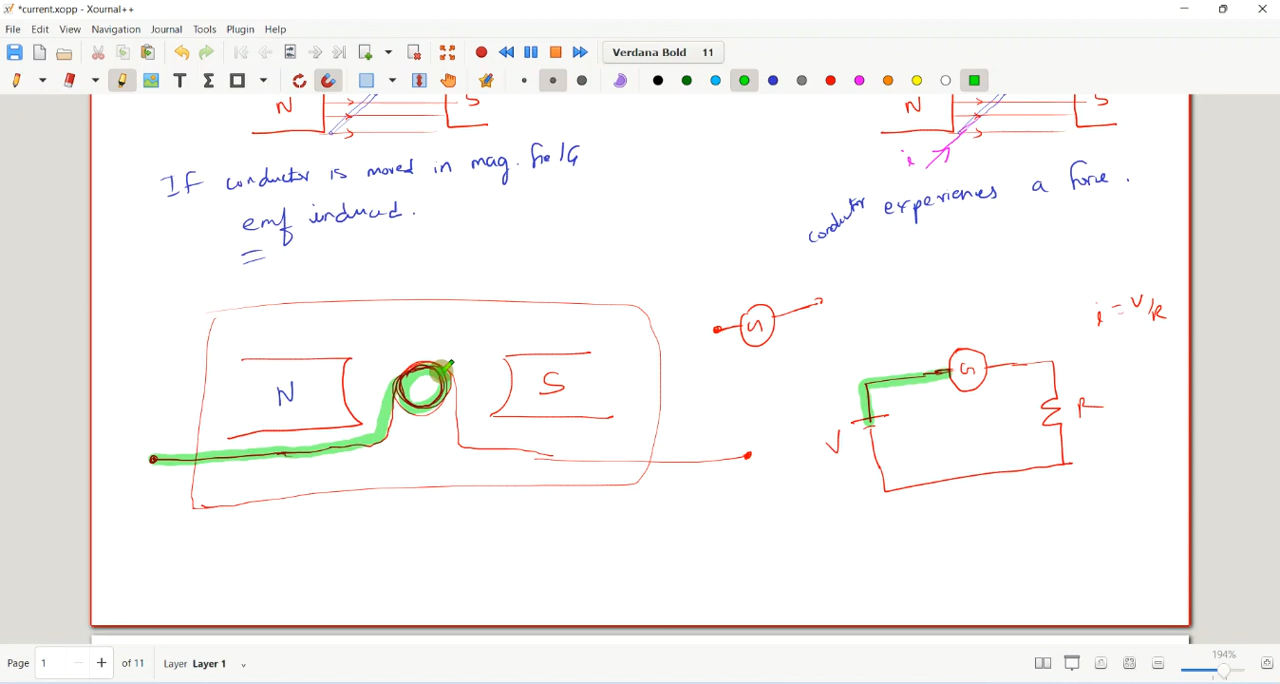 *current.xopp - Xournal++
File Edit View Navigation Journal Tools Plugin Help
Verdana Bold 11
N S
N S
i
If conductor is moved in mag. field
emf induced.
conductor experiences a force.
G
i = V/R
N S
G
V R
Page 1 of 11 Layer Layer 1
194%